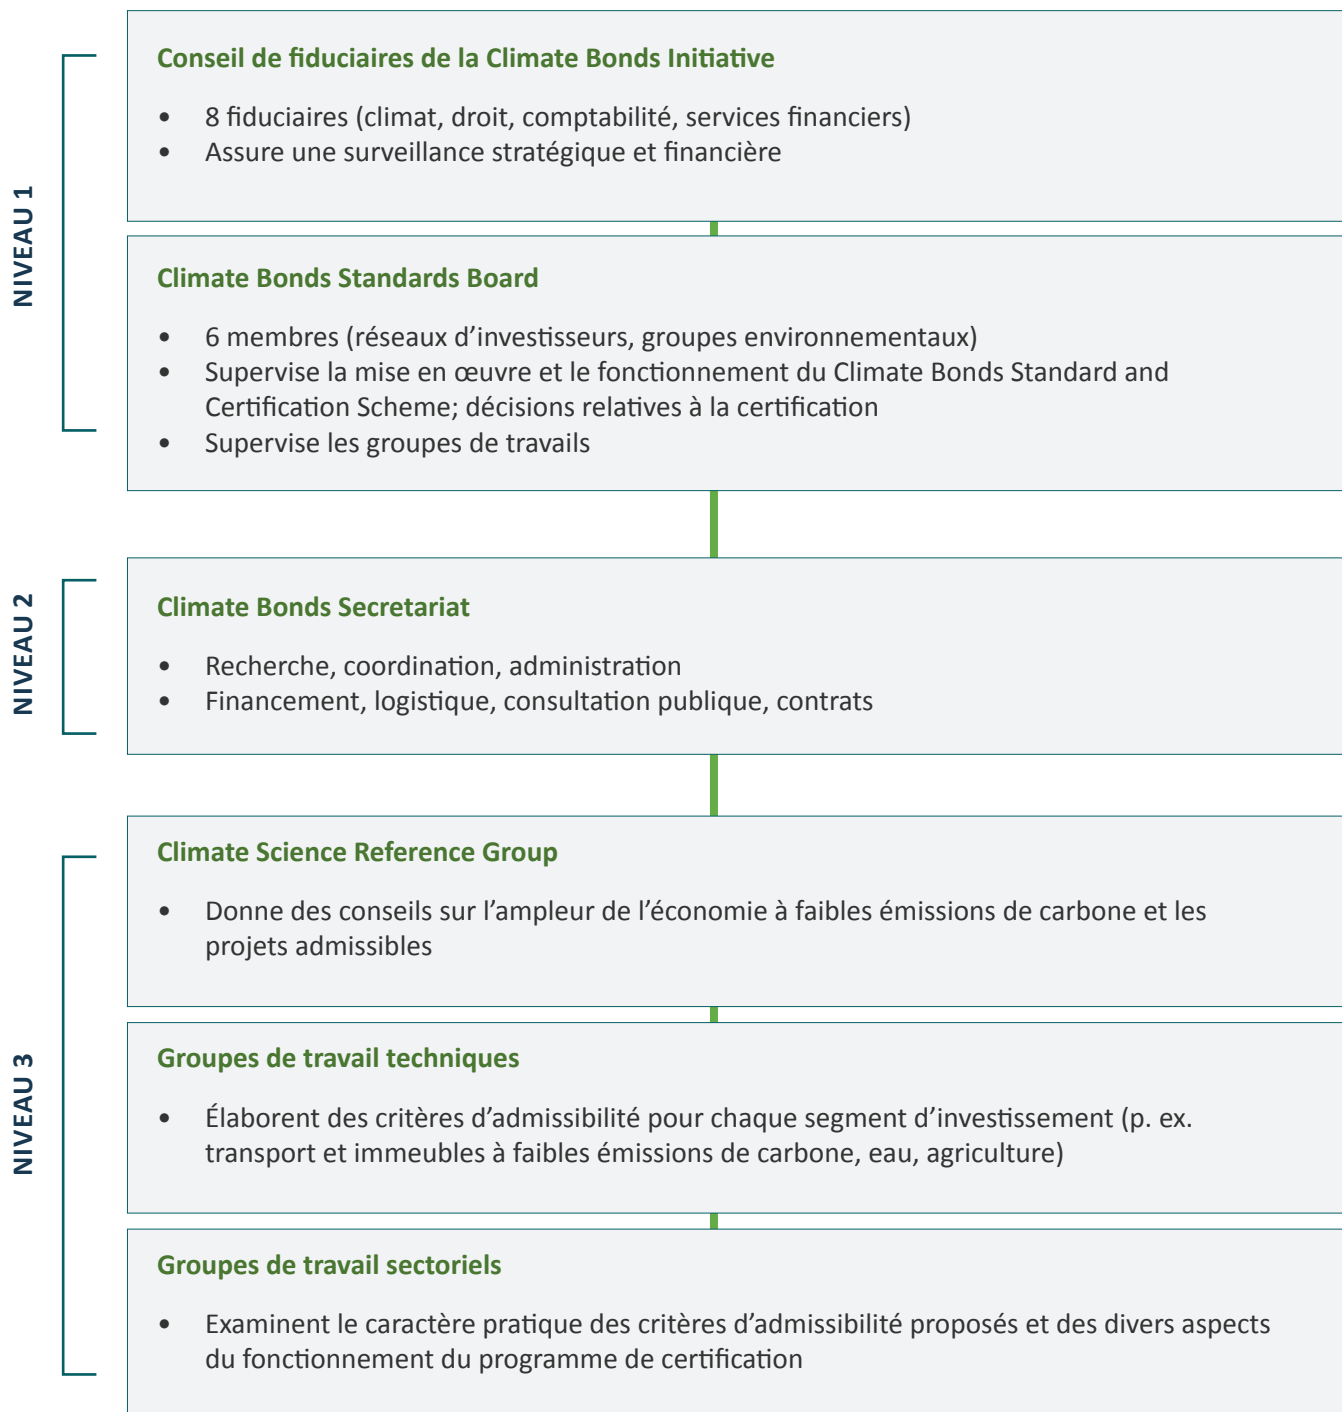 NIVEAU 1
Conseil de fiduciaires de la Climate Bonds Initiative
• 8 fiduciaires (climat, droit, comptabilité, services financiers)
• Assure une surveillance stratégique et financière
Climate Bonds Standards Board
• 6 membres (réseaux d’investisseurs, groupes environnementaux)
• Supervise la mise en œuvre et le fonctionnement du Climate Bonds Standard and
Certification Scheme; décisions relatives à la certification
• Supervise les groupes de travails
NIVEAU 2
Climate Bonds Secretariat
• Recherche, coordination, administration
• Financement, logistique, consultation publique, contrats
NIVEAU 3
Climate Science Reference Group
• Donne des conseils sur l’ampleur de l’économie à faibles émissions de carbone et les
projets admissibles
Groupes de travail techniques
• Élaborent des critères d’admissibilité pour chaque segment d’investissement (p. ex.
transport et immeubles à faibles émissions de carbone, eau, agriculture)
Groupes de travail sectoriels
• Examinent le caractère pratique des critères d’admissibilité proposés et des divers aspects
du fonctionnement du programme de certification